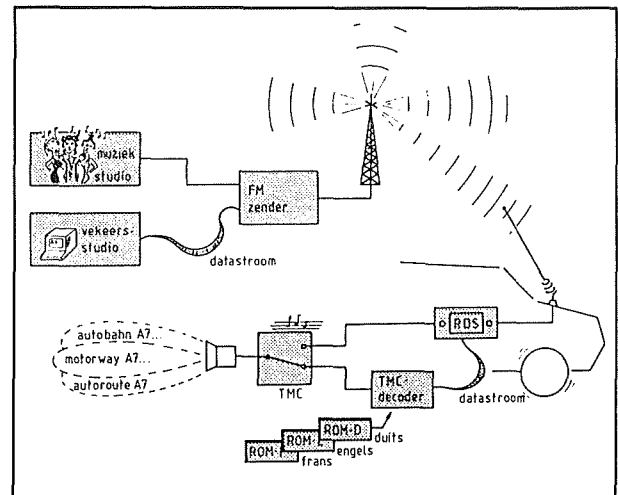 muziek
studio
FM
zender
vekeers-
studio
datastroom
autobahn A7...
motorway A7...
autoroute A7
TMC
RDS
TMC-
decoder
datastroom
ROM-D
duits
ROM-
engels
ROM-
frans